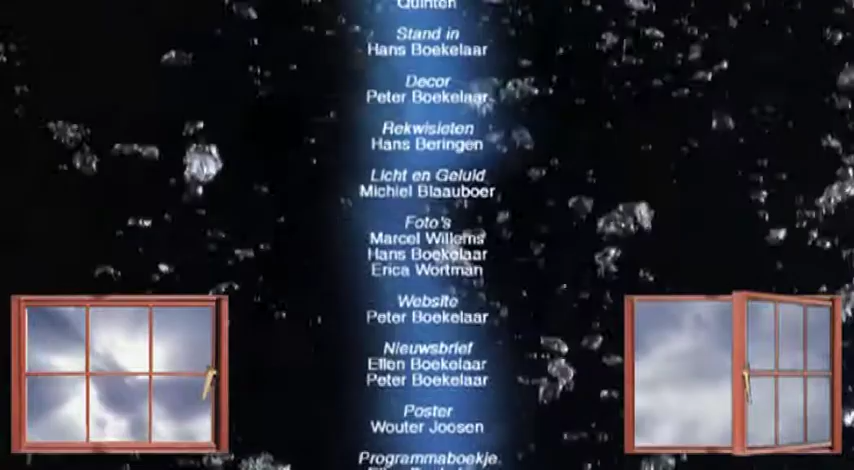 Quinten
Stand in
Hans Boekelaar
Decor
Peter Boekelaar
Rekwisieten
Hans Beringen
Licht en Geluid
Michiel Blaauboer
Foto's
Marcel Willems
Hans Boekelaar
Erica Wortman
Website
Peter Boekelaar
Nieuwsbrief
Ellen Boekelaar
Peter Boekelaar
Poster
Wouter Joosen
Programmaboekje